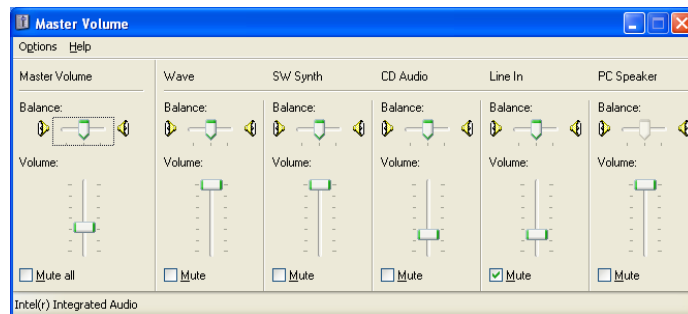 Master Volume
Options Help
Master Volume Wave SW Synth CD Audio Line In PC Speaker
Balance: Balance: Balance: Balance: Balance: Balance:
Volume: Volume: Volume: Volume: Volume: Volume:
Mute all Mute Mute Mute Mute Mute
Intel(r) Integrated Audio